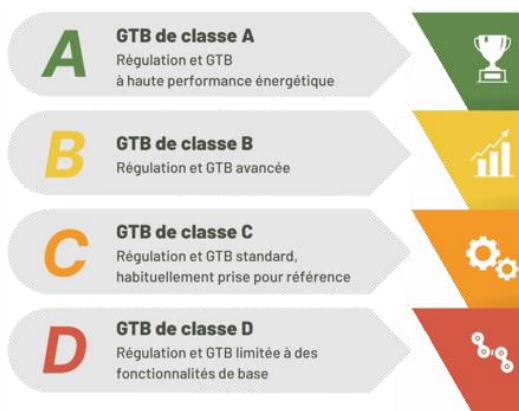 A
GTB de classe A
Régulation et GTB
à haute performance énergétique
B
GTB de classe B
Régulation et GTB avancée
C
GTB de classe C
Régulation et GTB standard,
habituellement prise pour référence
D
GTB de classe D
Régulation et GTB limitée à des
fonctionnalités de base